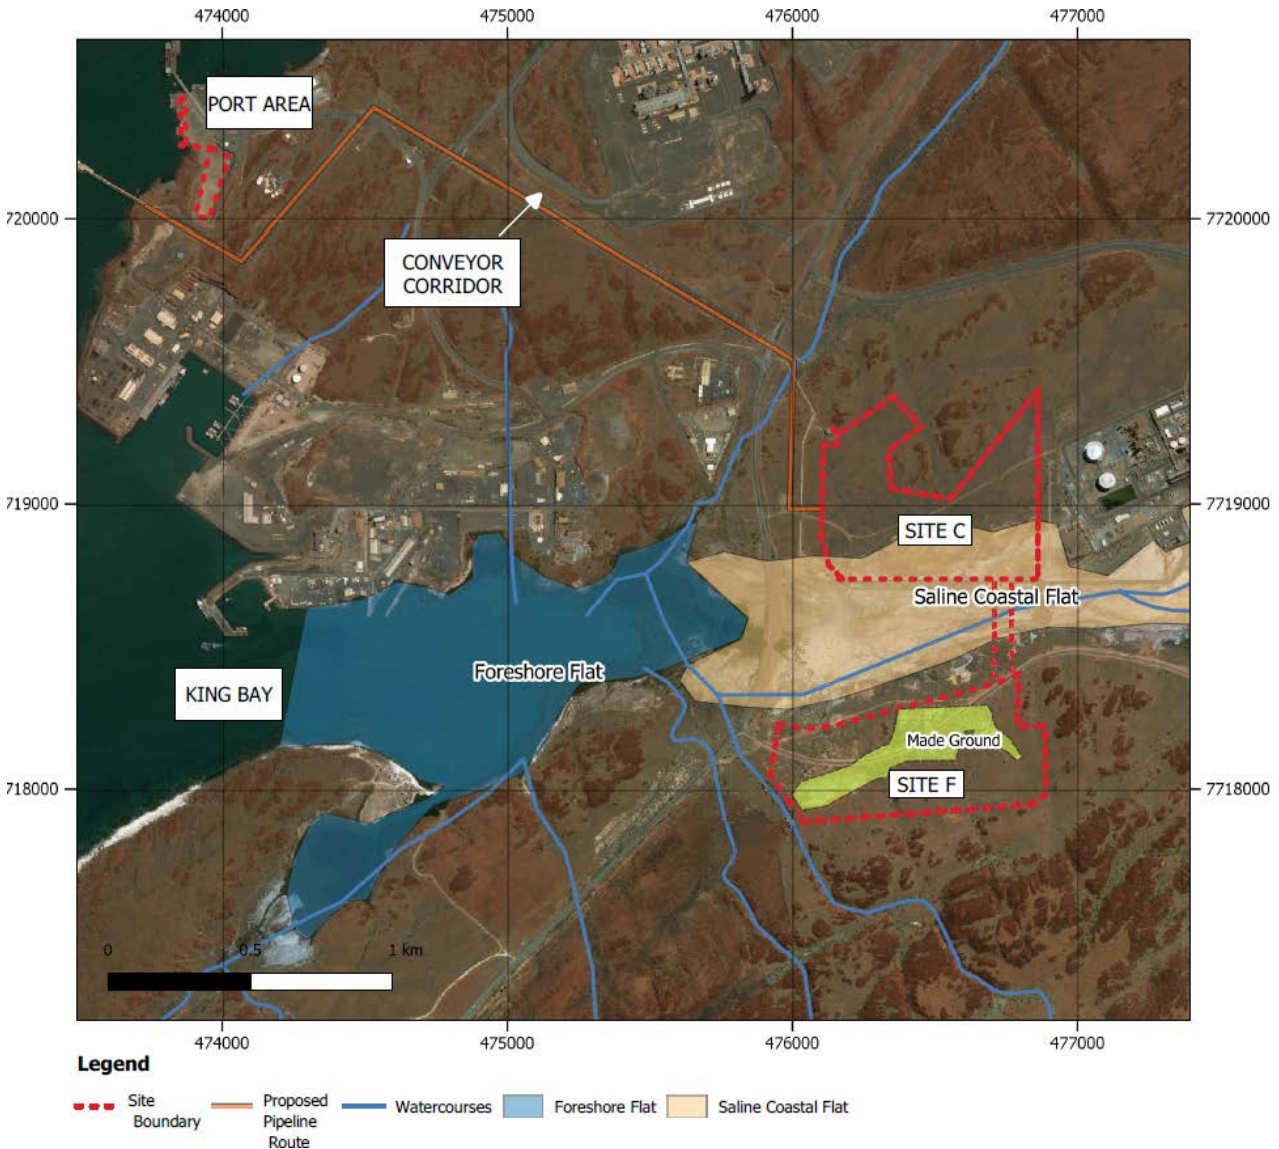 474000 475000 476000 477000
PORT AREA
720000 7720000
CONVEYOR
CORRIDOR
719000 7719000
SITE C
Saline Coastal Flat
Foreshore Flat
KING BAY
Made Ground
SITE F
718000 7718000
0 0.5 1 km
474000 475000 476000 477000
Legend
Site
Boundary
Proposed
Pipeline
Route
Watercourses
Foreshore Flat
Saline Coastal Flat